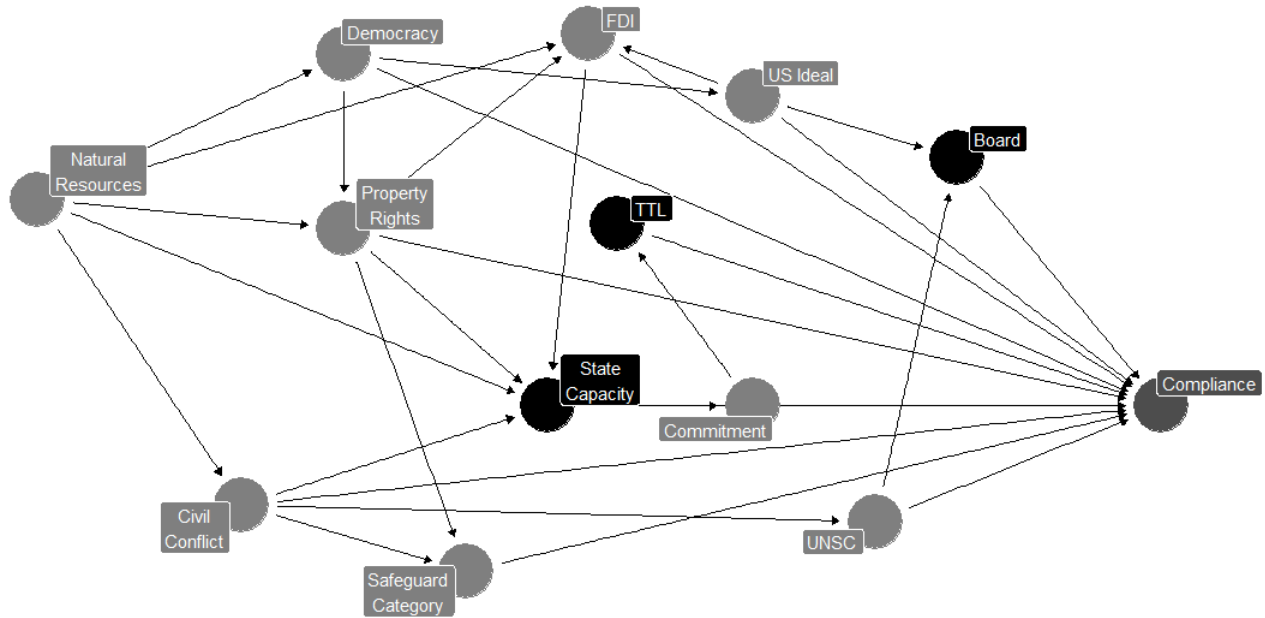 FDI
Democracy
US Ideal
Board
Natural
Resources
Property
Rights
TTL
State
Capacity
Compliance
Commitment
Civil
Conflict
UNSC
Safeguard
Category